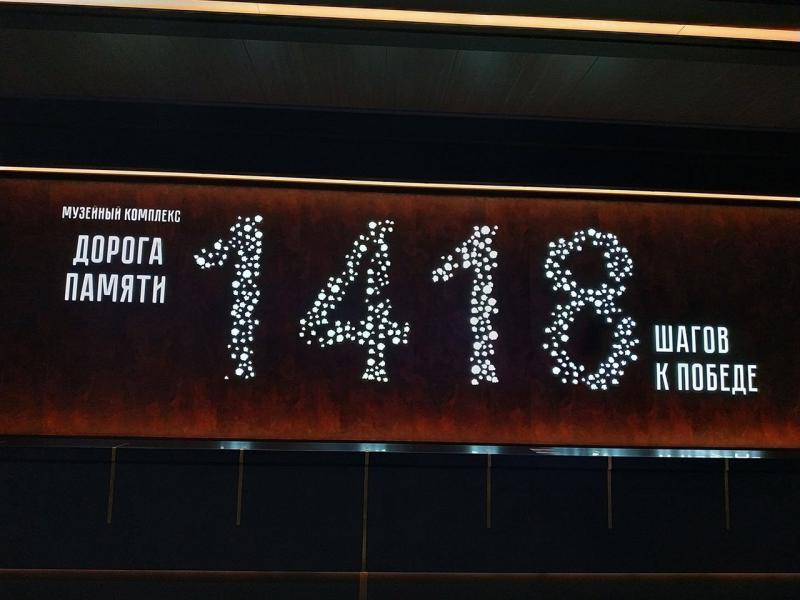 МУЗЕЙНЫЙ КОМПЛЕКС
ДОРОГА
ПАМЯТИ
1418
ШАГОВ
К ПОБЕДЕ